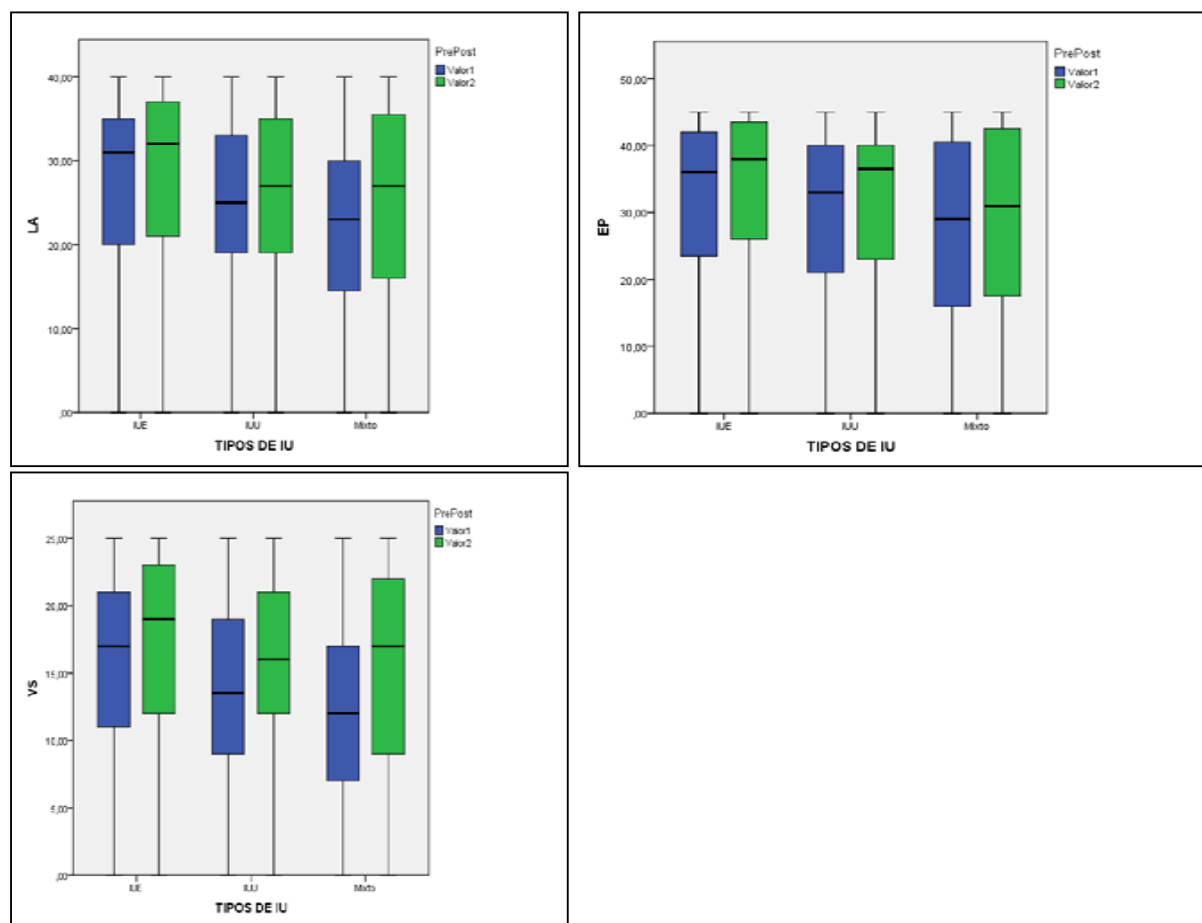 PrePost
Valor1
Valor2
40,00
30,00
20,00
10,00
,00
LA
IUE
IUU
Mixto
TIPOS DE IU
PrePost
Valor1
Valor2
50,00
40,00
30,00
20,00
10,00
,00
EP
IUE
IUU
Mixto
TIPOS DE IU
PrePost
Valor1
Valor2
25,00
20,00
15,00
10,00
5,00
,00
VS
IUE
IUU
Mixto
TIPOS DE IU